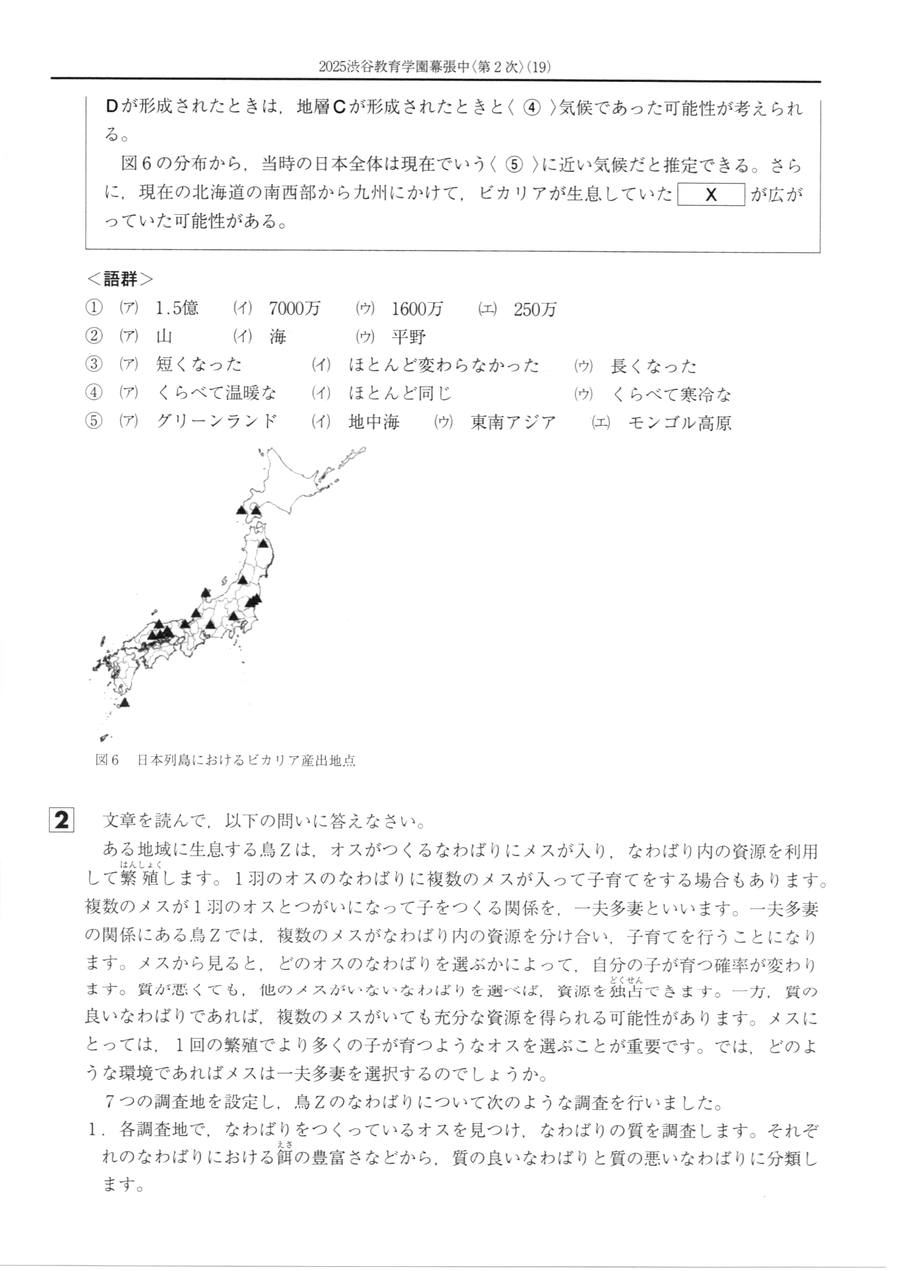 2025渋谷教育学園幕張中〈第2次〉(19)
Dが形成されたときは，地層Cが形成されたときと〈 ④ 〉気候であった可能性が考えられ
る。
図6の分布から，当時の日本全体は現在でいう〈 ⑤ 〉に近い気候だと推定できる。さら
に，現在の北海道の南西部から九州にかけて，ビカリアが生息していた X が広が
っていた可能性がある。
＜語群＞
① ㋐ 1.5億 ㋑ 7000万 ㋒ 1600万 ㋓ 250万
② ㋐ 山 ㋑ 海 ㋒ 平野
③ ㋐ 短くなった ㋑ ほとんど変わらなかった ㋒ 長くなった
④ ㋐ くらべて温暖な ㋑ ほとんど同じ ㋒ くらべて寒冷な
⑤ ㋐ グリーンランド ㋑ 地中海 ㋒ 東南アジア ㋓ モンゴル高原
図6 日本列島におけるビカリア産出地点
2 文章を読んで，以下の問いに答えなさい。
ある地域に生息する鳥Zは，オスがつくるなわばりにメスが入り，なわばり内の資源を利用
はんしょく
して繁殖します。1羽のオスのなわばりに複数のメスが入って子育てをする場合もあります。
複数のメスが1羽のオスとつがいになって子をつくる関係を，一夫多妻といいます。一夫多妻
の関係にある鳥Zでは，複数のメスがなわばり内の資源を分け合い，子育てを行うことになり
ます。メスから見ると，どのオスのなわばりを選ぶかによって，自分の子が育つ確率が変わり
どくせん
ます。質が悪くても，他のメスがいないなわばりを選べば，資源を独占できます。一方，質の
良いなわばりであれば，複数のメスがいても充分な資源を得られる可能性があります。メスに
とっては，1回の繁殖でより多くの子が育つようなオスを選ぶことが重要です。では，どのよ
うな環境であればメスは一夫多妻を選択するのでしょうか。
7つの調査地を設定し，鳥Zのなわばりについて次のような調査を行いました。
1．各調査地で，なわばりをつくっているオスを見つけ，なわばりの質を調査します。それぞ
えさ
れのなわばりにおける餌の豊富さなどから，質の良いなわばりと質の悪いなわばりに分類し
ます。